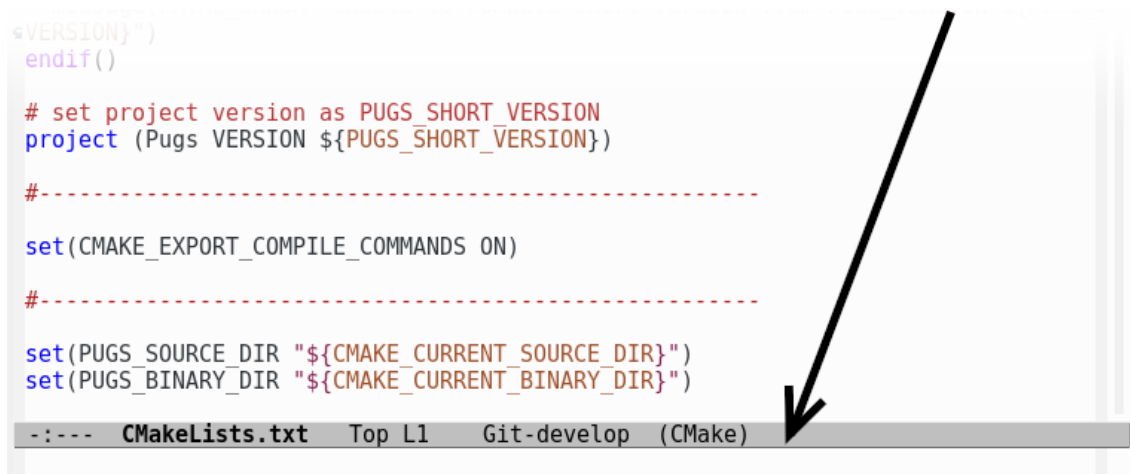 VERSION}")
endif()
# set project version as PUGS_SHORT_VERSION
project (Pugs VERSION ${PUGS_SHORT_VERSION})
#------------------------------------------------------
set(CMAKE_EXPORT_COMPILE_COMMANDS ON)
#------------------------------------------------------
set(PUGS_SOURCE_DIR "${CMAKE_CURRENT_SOURCE_DIR}")
set(PUGS_BINARY_DIR "${CMAKE_CURRENT_BINARY_DIR}")
-:--- CMakeLists.txt Top L1 Git-develop (CMake)